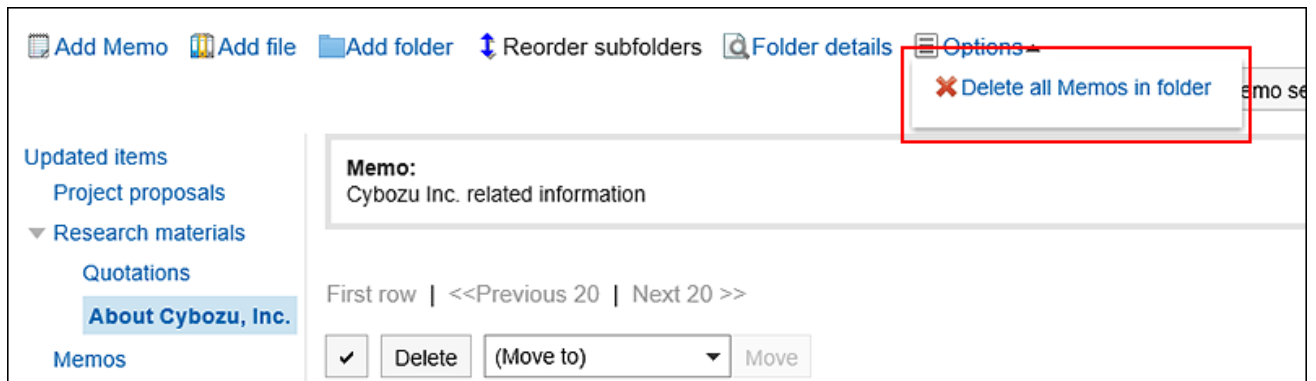 Add Memo Add file Add folder Reorder subfolders Folder details Options
Delete all Memos in folder
emo se
Updated items
Project proposals
Research materials
Quotations
About Cybozu, Inc.
Memos
Memo:
Cybozu Inc. related information
First row | <<Previous 20 | Next 20 >>
Delete (Move to) Move